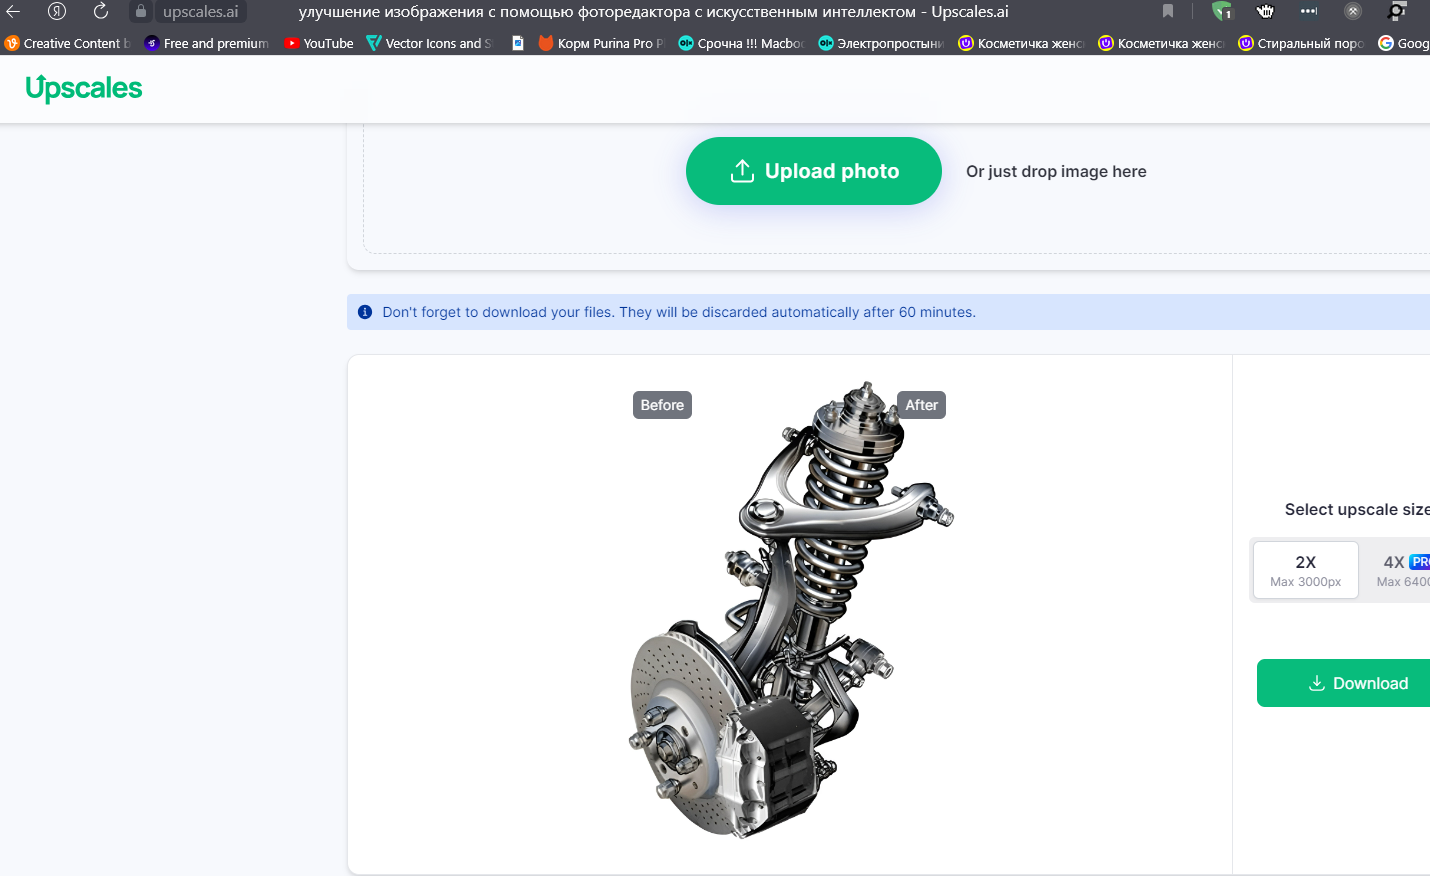 Я upscales.ai улучшение изображения с помощью фоторедактора с искусственным интеллектом - Upscales.ai 1
Creative Content b Free and premium YouTube Vector Icons and S Корм Purina Pro P Срочна !!! Macboo Электропростыни Косметичка женс Косметичка женс Стиральный поро Goog
Upscales
Upload photo
Or just drop image here
Don't forget to download your files. They will be discarded automatically after 60 minutes.
Before
After
Select upscale size
2X
Max 3000px
4X PR
Max 6400
Download